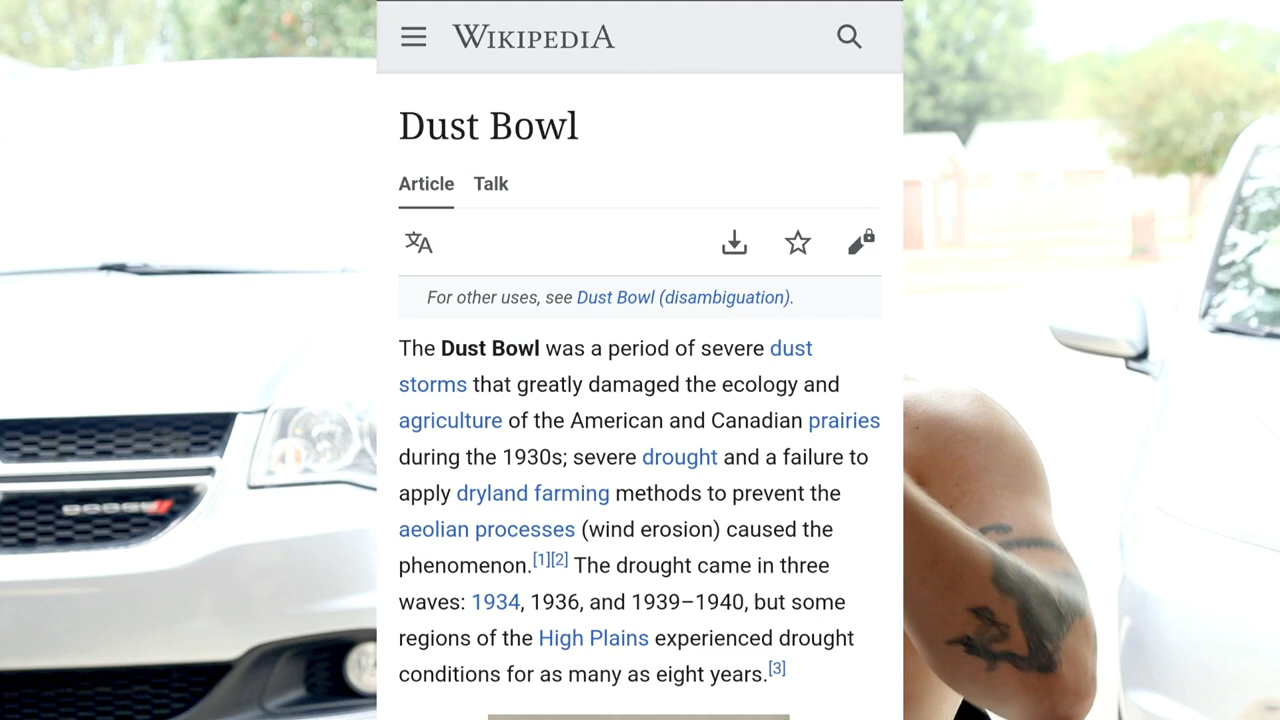 WIKIPEDIA
Dust Bowl
Article Talk
For other uses, see Dust Bowl (disambiguation).
The Dust Bowl was a period of severe dust
storms that greatly damaged the ecology and
agriculture of the American and Canadian prairies
during the 1930s; severe drought and a failure to
apply dryland farming methods to prevent the
aeolian processes (wind erosion) caused the
phenomenon.[1][2] The drought came in three
waves: 1934, 1936, and 1939–1940, but some
regions of the High Plains experienced drought
conditions for as many as eight years.[3]
DODGE